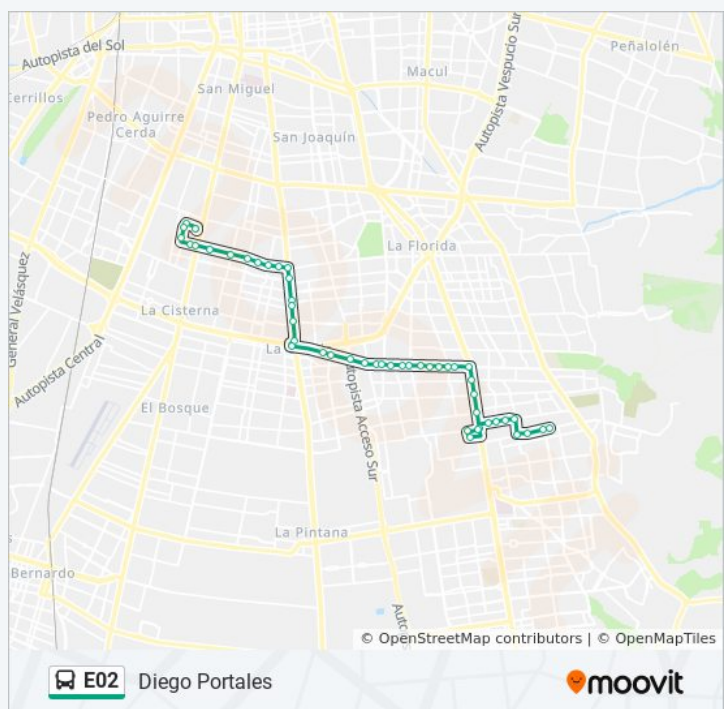 Autopista del Sol
Peñalolén
Macul
San Miguel
Cerrillos
Pedro Aguirre
Cerda
San Joaquín
Autopista Vespucio Sur
La Florida
General Velásquez
La Cisterna
La
Autopista Central
El Bosque
topista Acceso Sur
La Pintana
Bernardo
Auto
© OpenStreetMap contributors | © OpenMapTiles
E02 Diego Portales
moovit